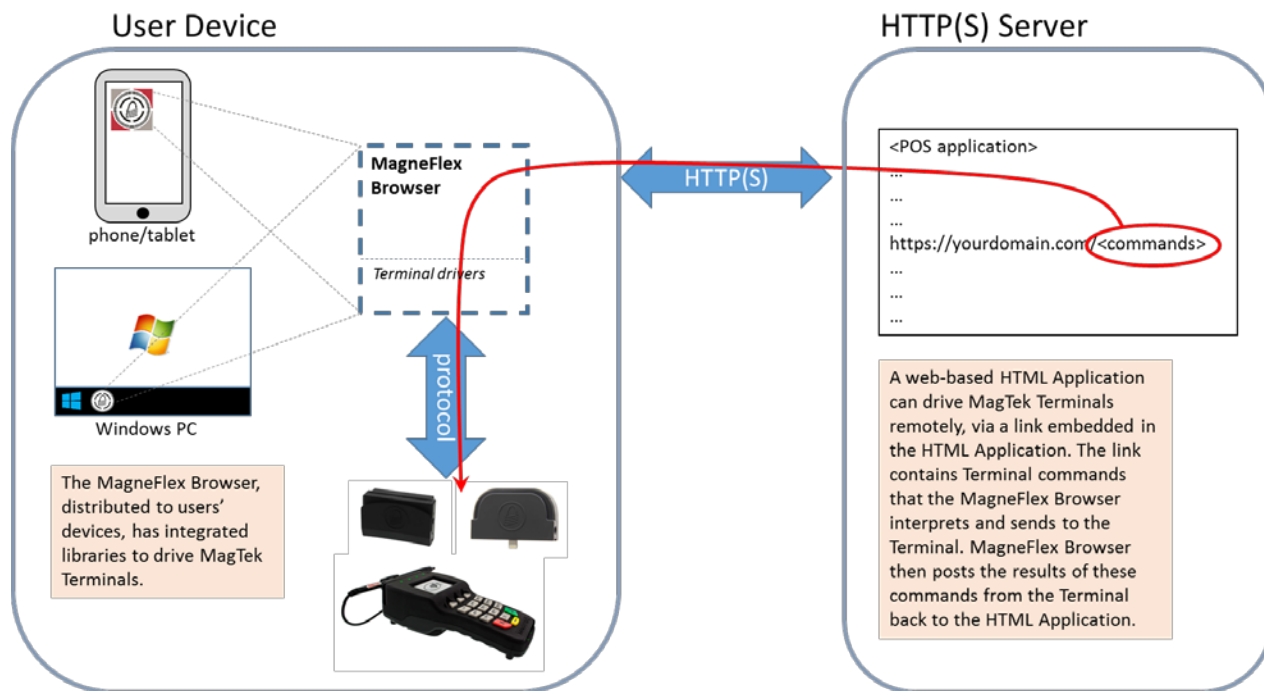 User Device
HTTP(S) Server
phone/tablet
Windows PC
The MagneFlex Browser,
distributed to users’
devices, has integrated
libraries to drive MagTek
Terminals.
MagneFlex
Browser
Terminal drivers
protocol
HTTP(S)
<POS application>
...
...
...
https://yourdomain.com/<commands>
...
...
...
A web-based HTML Application
can drive MagTek Terminals
remotely, via a link embedded in
the HTML Application. The link
contains Terminal commands
that the MagneFlex Browser
interprets and sends to the
Terminal. MagneFlex Browser
then posts the results of these
commands from the Terminal
back to the HTML Application.